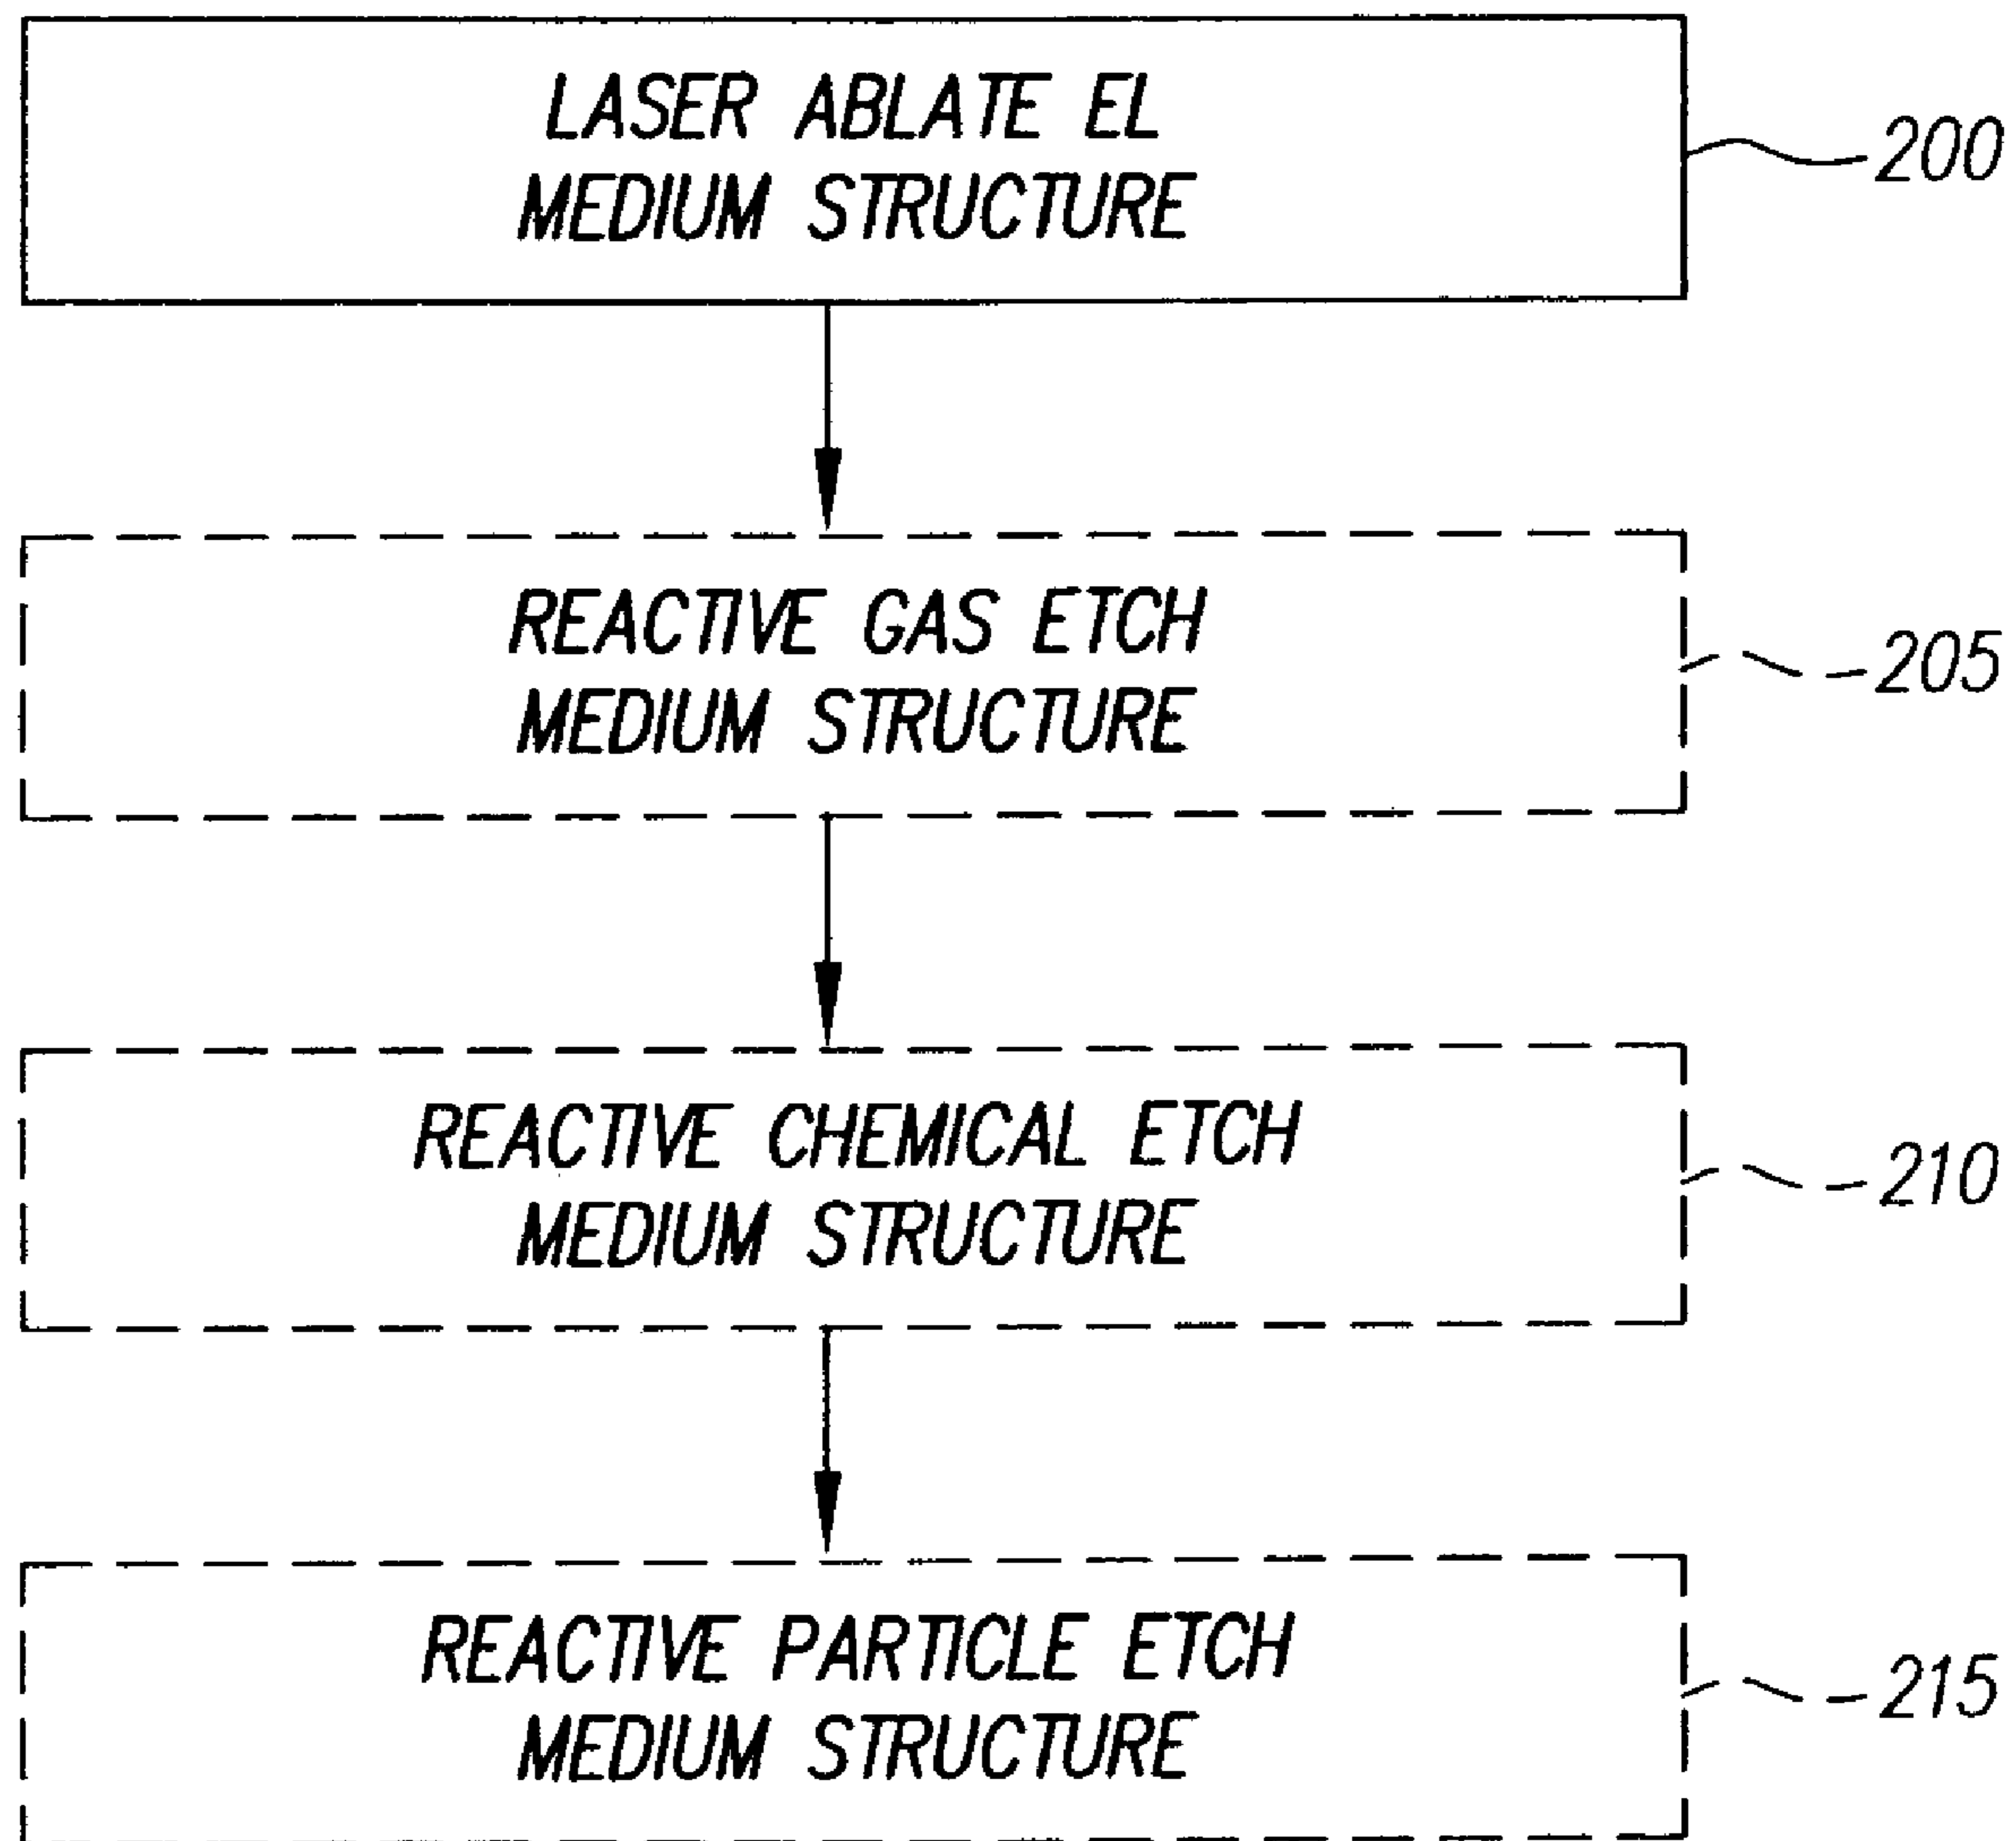 LASER ABLATE EL
MEDIUM STRUCTURE
200
REACTIVE GAS ETCH
MEDIUM STRUCTURE
205
REACTIVE CHEMICAL ETCH
MEDIUM STRUCTURE
210
REACTIVE PARTICLE ETCH
MEDIUM STRUCTURE
215